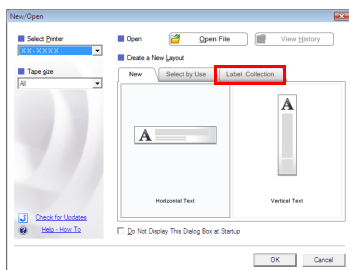 New/Open
Select Printer
XX-XXXX
Tape size
All
Check for Updates
Help - How To
Open
Open File
View History
Create a New Layout
New
Select by Use
Label Collection
A
Horizontal Text
A
Vertical Text
Do Not Display This Dialog Box at Startup
OK
Cancel